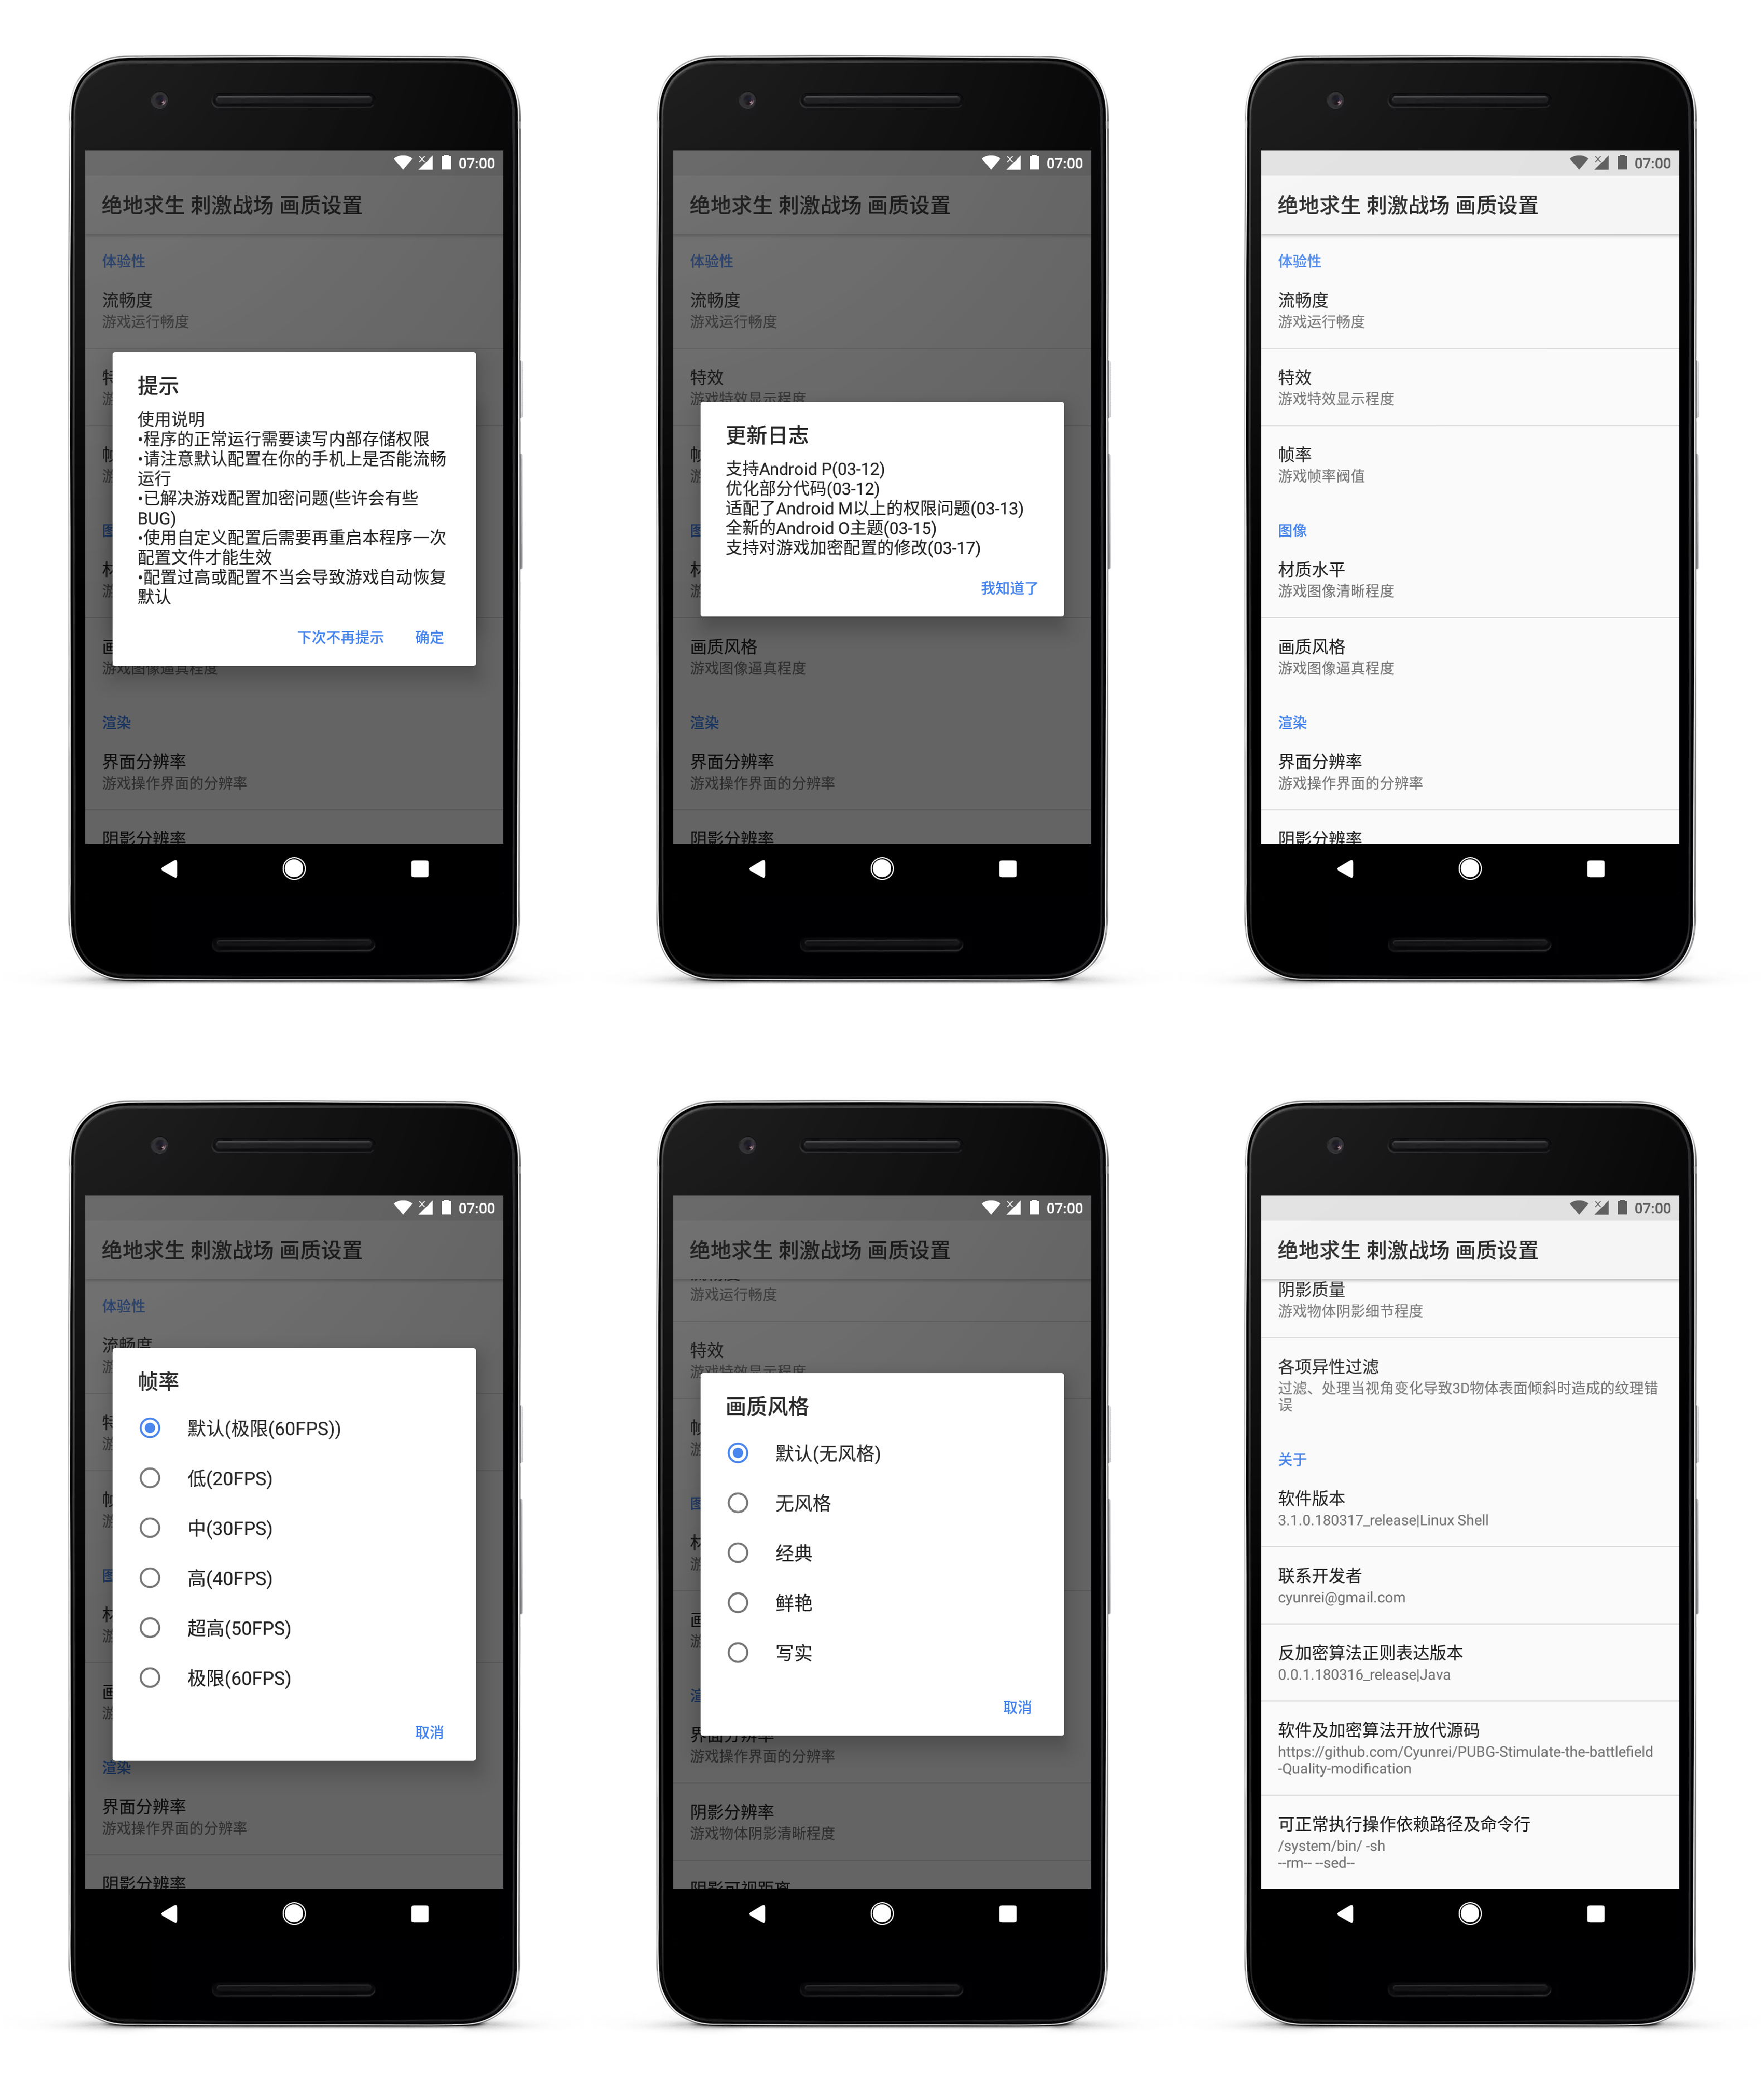 07:00
绝地求生 刺激战场 画质设置
体验性
流畅度
游戏运行畅度
提示
使用说明
•程序的正常运行需要读写内部存储权限
•请注意默认配置在你的手机上是否能流畅
运行
•已解决游戏配置加密问题(些许会有些
BUG)
•使用自定义配置后需要再重启本程序一次
配置文件才能生效
•配置过高或配置不当会导致游戏自动恢复
默认
下次不再提示 确定
游戏图像逼真程度
渲染
界面分辨率
游戏操作界面的分辨率
阴影分辨率
07:00
绝地求生 刺激战场 画质设置
体验性
流畅度
游戏运行畅度
特效
游戏特效显示程度
更新日志
支持Android P(03-12)
优化部分代码(03-12)
适配了Android M以上的权限问题(03-13)
全新的Android O主题(03-15)
支持对游戏加密配置的修改(03-17)
我知道了
画质风格
游戏图像逼真程度
渲染
界面分辨率
游戏操作界面的分辨率
阴影分辨率
07:00
绝地求生 刺激战场 画质设置
体验性
流畅度
游戏运行畅度
特效
游戏特效显示程度
帧率
游戏帧率阀值
图像
材质水平
游戏图像清晰程度
画质风格
游戏图像逼真程度
渲染
界面分辨率
游戏操作界面的分辨率
阴影分辨率
07:00
绝地求生 刺激战场 画质设置
体验性
流畅度
帧率
默认(极限(60FPS))
低(20FPS)
中(30FPS)
高(40FPS)
超高(50FPS)
极限(60FPS)
取消
渲染
界面分辨率
游戏操作界面的分辨率
阴影分辨率
07:00
绝地求生 刺激战场 画质设置
游戏运行畅度
特效
游戏特效显示程度
画质风格
默认(无风格)
无风格
经典
鲜艳
写实
取消
界面分辨率
游戏操作界面的分辨率
阴影分辨率
游戏物体阴影清晰程度
阴影可视距离
07:00
绝地求生 刺激战场 画质设置
阴影质量
游戏物体阴影细节程度
各项异性过滤
过滤、处理当视角变化导致3D物体表面倾斜时造成的纹理错
误
关于
软件版本
3.1.0.180317_release|Linux Shell
联系开发者
cyunrei@gmail.com
反加密算法正则表达版本
0.0.1.180316_release|Java
软件及加密算法开放代源码
https://github.com/Cyunrei/PUBG-Stimulate-the-battlefield
-Quality-modification
可正常执行操作依赖路径及命令行
/system/bin/ -sh
--rm-- --sed--